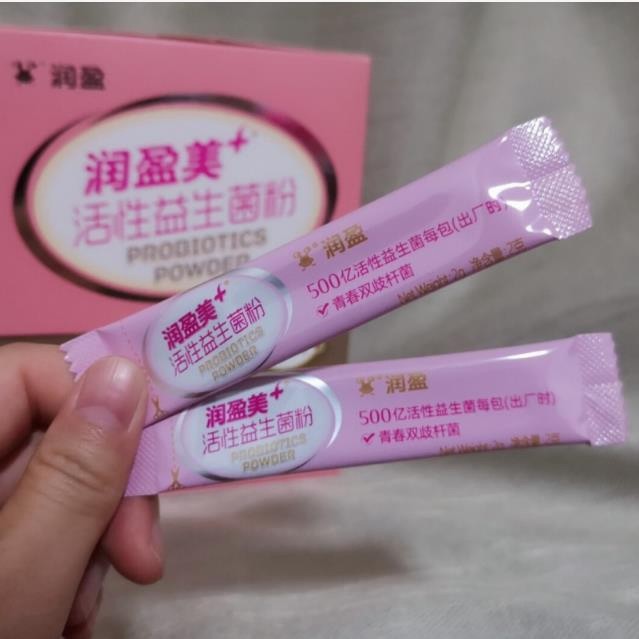 润盈
润盈美+
活性益生菌粉
PROBIOTICS
POWDER
润盈
500亿活性益生菌每包(出厂时)
青春双歧杆菌
Net Weight: 2g 净含量: 2克
润盈美+
活性益生菌粉
PROBIOTICS
POWDER
润盈
500亿活性益生菌每包(出厂时)
青春双歧杆菌
Net Weight: 2g 净含量: 2克
润盈美+
活性益生菌粉
PROBIOTICS
POWDER